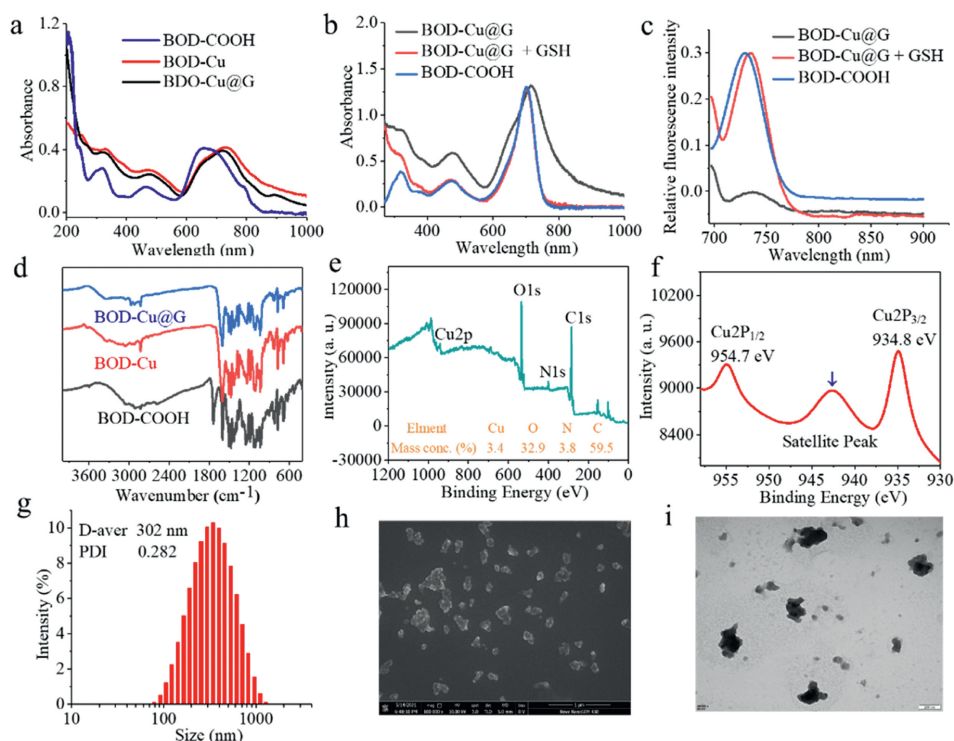 a
BOD-COOH
BOD-Cu
BDO-Cu@G
Absorbance
1.2
0.8
0.4
0.0
200 400 600 800 1000
Wavelength (nm)
b
BOD-Cu@G
BOD-Cu@G + GSH
BOD-COOH
Absorbance
2.0
1.5
1.0
0.5
0.0
400 600 800 1000
Wavelength (nm)
c
BOD-Cu@G
BOD-Cu@G + GSH
BOD-COOH
Relative fluorescence intensity
0.3
0.3
0.2
0.1
0.0
700 750 800 850 900
Wavelength (nm)
d
BOD-Cu@G
BOD-Cu
BOD-COOH
3600 3000 2400 1800 1200 600
Wavenumber (cm-1)
e
Intensity (a. u.)
120000
90000
60000
30000
0
-30000
O1s
C1s
Cu2p
N1s
Elment Cu O N C
Mass conc. (%) 3.4 32.9 3.8 59.5
1200 1000 800 600 400 200 0
Binding Energy (eV)
f
Intensity (a. u.)
10200
9600
9000
8400
Cu2P1/2
954.7 eV
Cu2P3/2
934.8 eV
Satellite Peak
955 950 945 940 935 930
Binding Energy (eV)
g
D-aver 302 nm
PDI 0.282
Intensity (%)
10
8
6
4
2
0
10 100 1000
Size (nm)
h
i